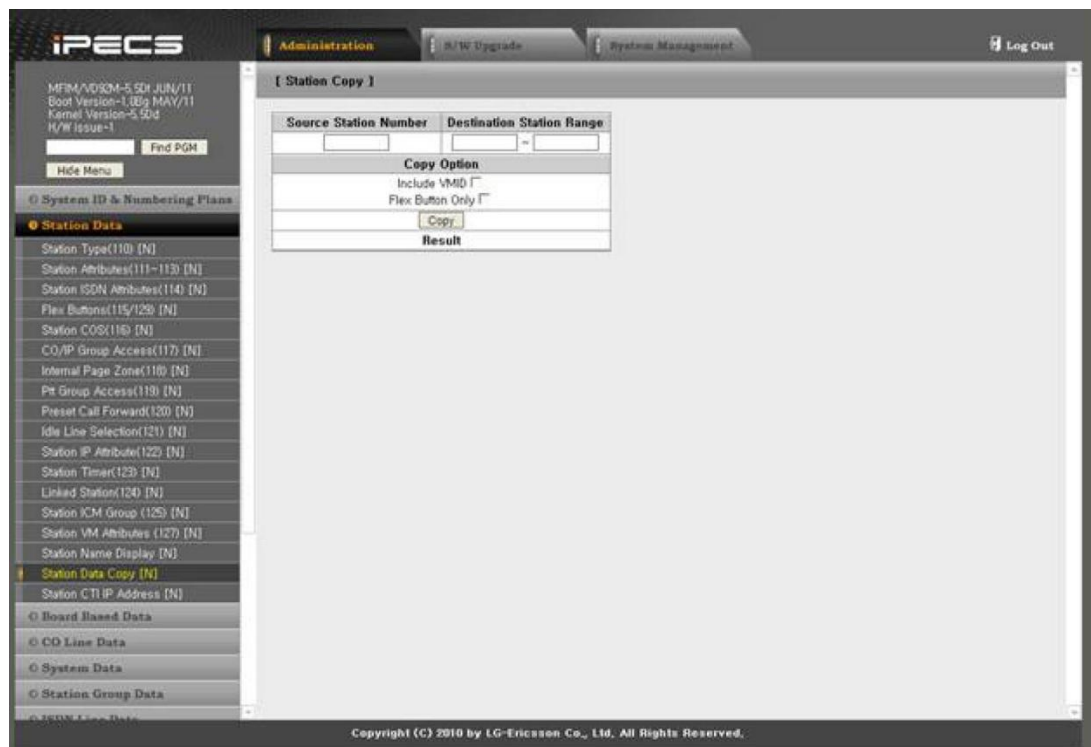 iPECS
Administration
S/W Upgrade
System Management
Log Out
MFIM/VDS2M-5.5Di JUN/11
Boot Version-1.0Bg MAY/11
Kernel Version-5.5Dd
H/W issue-1
Find PGM
Hide Menu
System ID & Numbering Plans
Station Data
Station Type(110) [N]
Station Attributes(111~113) [N]
Station ISDN Attributes(114) [N]
Flex Buttons(115/129) [N]
Station COS(116) [N]
CO/IP Group Access(117) [N]
Internal Page Zone(118) [N]
Ptt Group Access(119) [N]
Preset Call Forward(120) [N]
Idle Line Selection(121) [N]
Station IP Attribute(122) [N]
Station Timer(123) [N]
Linked Station(124) [N]
Station ICM Group (125) [N]
Station VM Attributes (127) [N]
Station Name Display [N]
Station Data Copy [N]
Station CTI IP Address [N]
Board Based Data
CO Line Data
System Data
Station Group Data
ISDN Line Data
[ Station Copy ]
Source Station Number
Destination Station Range
~
Copy Option
Include VMID
Flex Button Only
Copy
Result
Copyright (C) 2010 by LG-Ericsson Co,, Ltd, All Rights Reserved,